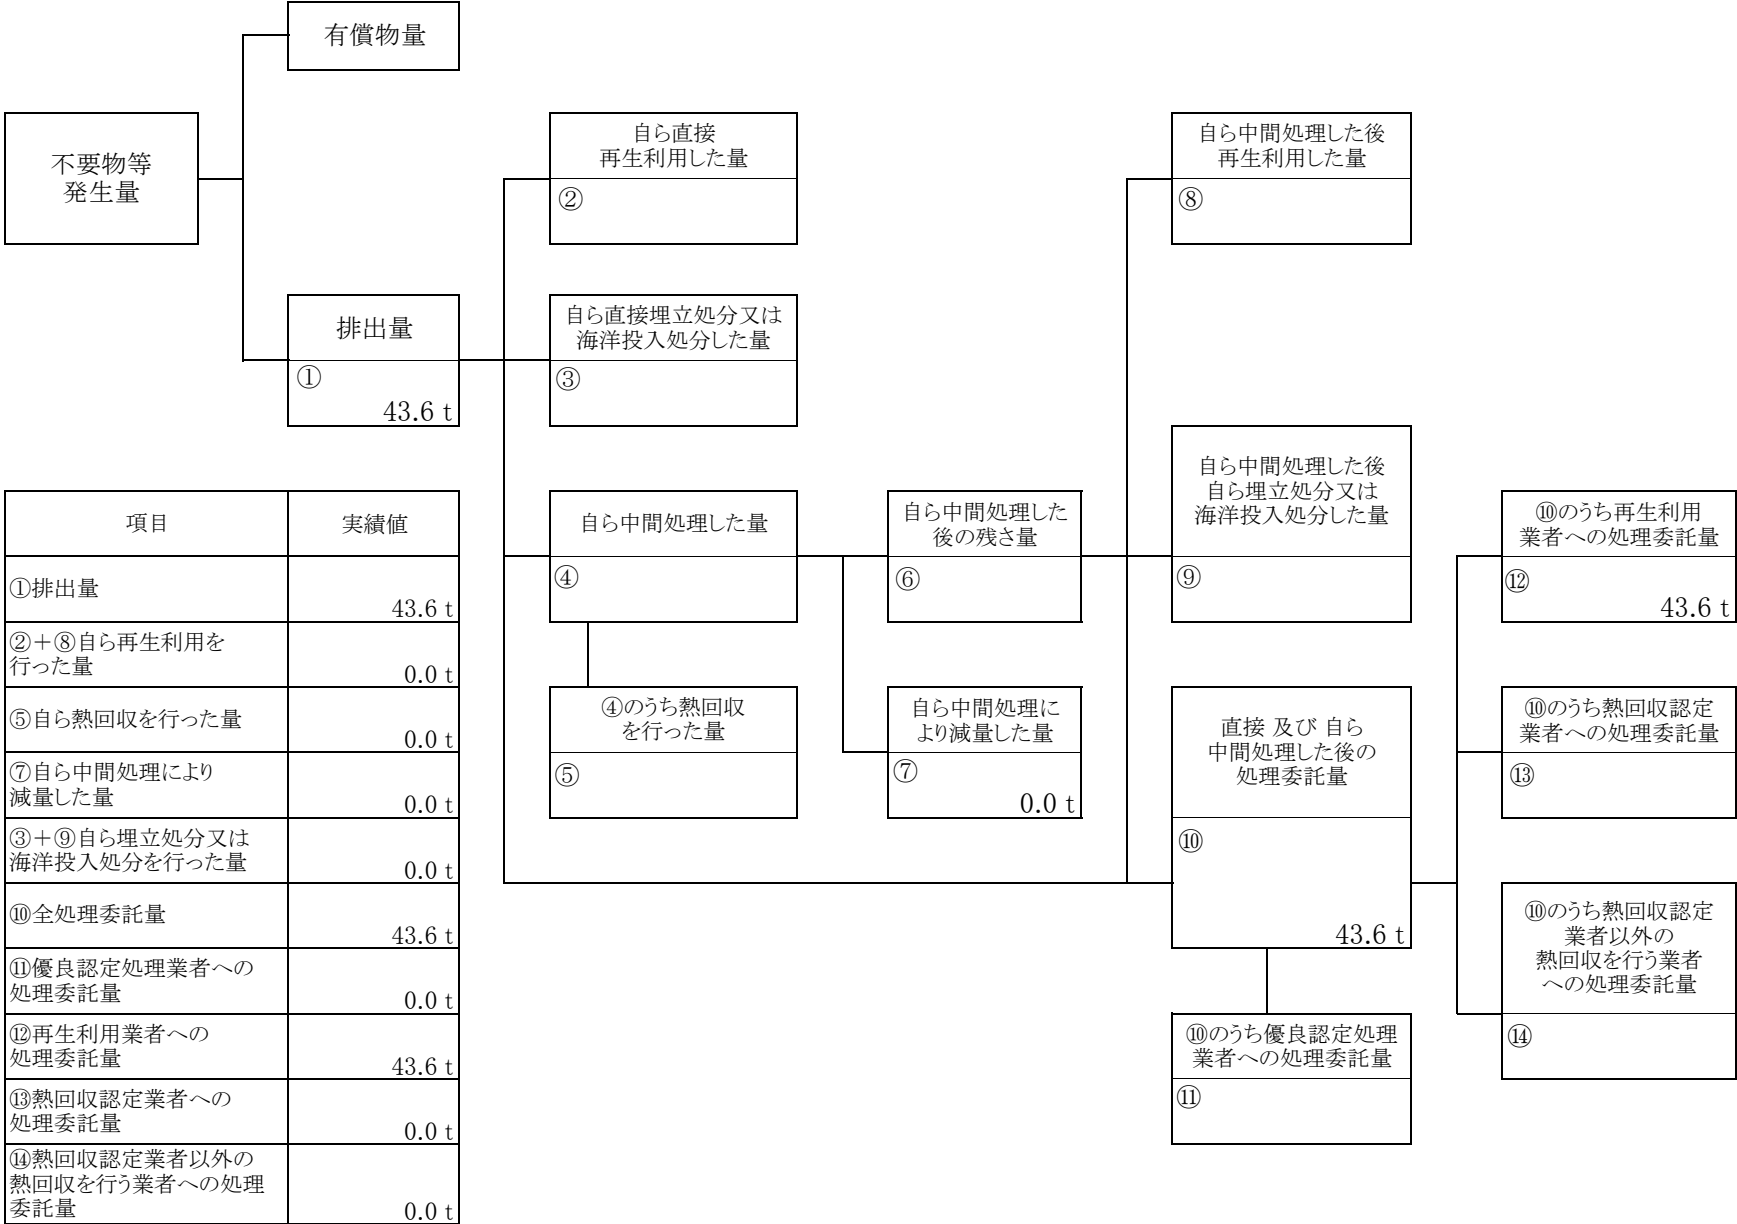 有償物量
不要物等
発生量
自ら直接
再生利用した量
②
自ら中間処理した後
再生利用した量
⑧
排出量
①
43.6 t
自ら直接埋立処分又は
海洋投入処分した量
③
自ら中間処理した量
④
自ら中間処理した
後の残さ量
⑥
自ら中間処理した後
自ら埋立処分又は
海洋投入処分した量
⑨
⑩のうち再生利用
業者への処理委託量
⑫
43.6 t
④のうち熱回収
を行った量
⑤
自ら中間処理に
より減量した量
⑦
0.0 t
直接 及び 自ら
中間処理した後の
処理委託量
⑩
43.6 t
⑩のうち熱回収認定
業者への処理委託量
⑬
⑩のうち熱回収認定
業者以外の
熱回収を行う業者
への処理委託量
⑭
⑩のうち優良認定処理
業者への処理委託量
⑪
項目
実績値
①排出量
43.6 t
②＋⑧自ら再生利用を
行った量
0.0 t
⑤自ら熱回収を行った量
0.0 t
⑦自ら中間処理により
減量した量
0.0 t
③＋⑨自ら埋立処分又は
海洋投入処分を行った量
0.0 t
⑩全処理委託量
43.6 t
⑪優良認定処理業者への
処理委託量
0.0 t
⑫再生利用業者への
処理委託量
43.6 t
⑬熱回収認定業者への
処理委託量
0.0 t
⑭熱回収認定業者以外の
熱回収を行う業者への処理
委託量
0.0 t